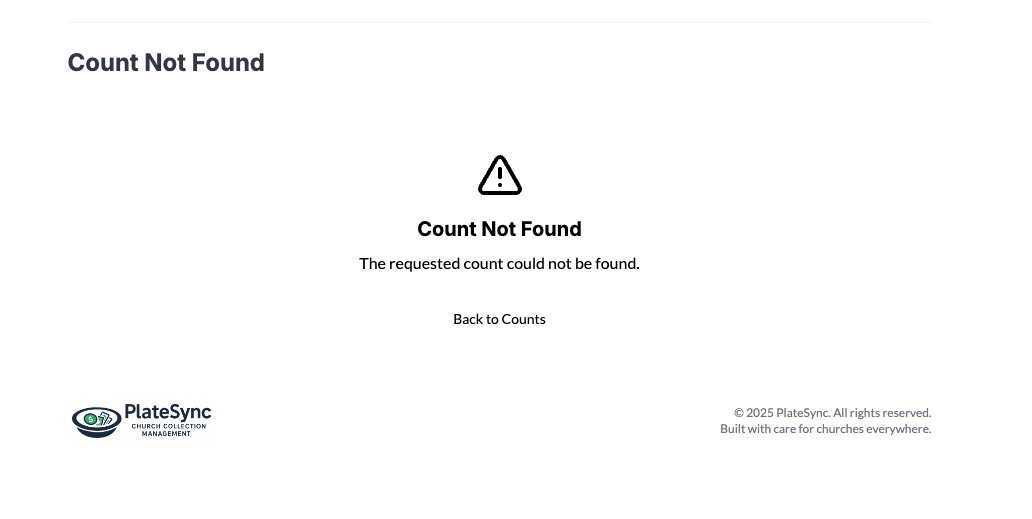 Count Not Found
Count Not Found
The requested count could not be found.
Back to Counts
PlateSync
CHURCH COLLECTION
MANAGEMENT
© 2025 PlateSync. All rights reserved.
Built with care for churches everywhere.